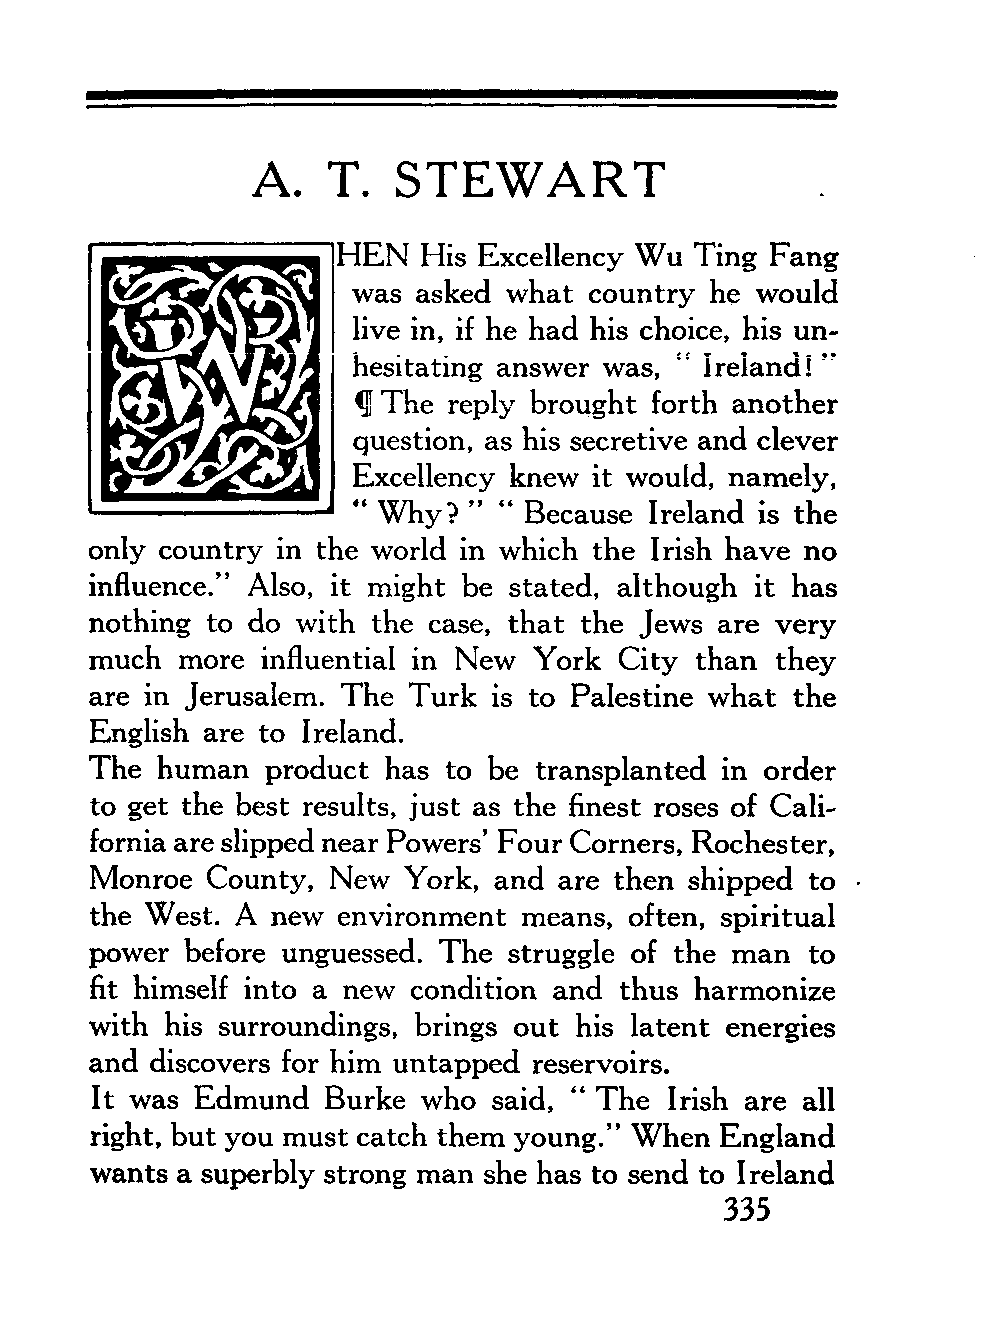 A. T. STEWART
WHEN His Excellency Wu Ting Fang
was asked what country he would
live in, if he had his choice, his un-
hesitating answer was, “ Ireland! ”
¶ The reply brought forth another
question, as his secretive and clever
Excellency knew it would, namely,
“ Why? ” “ Because Ireland is the
only country in the world in which the Irish have no
influence.” Also, it might be stated, although it has
nothing to do with the case, that the Jews are very
much more influential in New York City than they
are in Jerusalem. The Turk is to Palestine what the
English are to Ireland.
The human product has to be transplanted in order
to get the best results, just as the finest roses of Cali-
fornia are slipped near Powers’ Four Corners, Rochester,
Monroe County, New York, and are then shipped to
the West. A new environment means, often, spiritual
power before unguessed. The struggle of the man to
fit himself into a new condition and thus harmonize
with his surroundings, brings out his latent energies
and discovers for him untapped reservoirs.
It was Edmund Burke who said, “ The Irish are all
right, but you must catch them young.” When England
wants a superbly strong man she has to send to Ireland
335